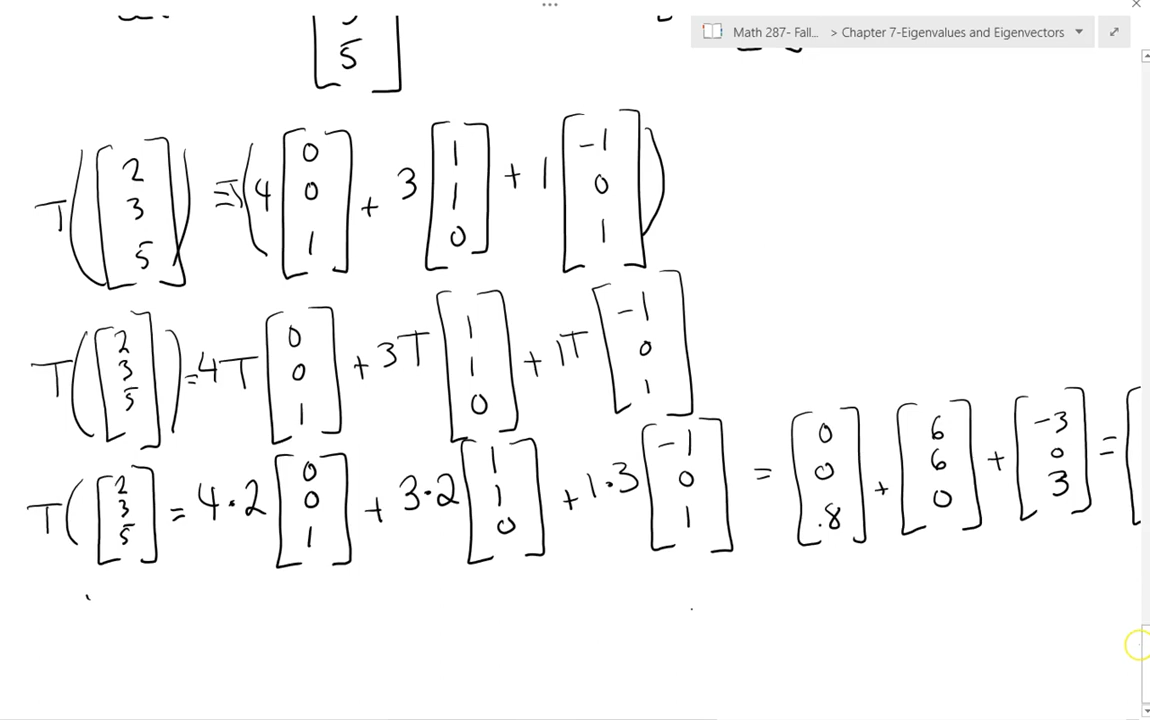 Math 287- Fall... > Chapter 7-Eigenvalues and Eigenvectors
5
T([2 3 5]) = T(4[0 0 1] + 3[1 1 0] + 1[-1 0 1])
T([2 3 5]) = 4T[0 0 1] + 3T[1 1 0] + 1T[-1 0 1]
T([2 3 5] = 4·2[0 0 1] + 3·2[1 1 0] + 1·3[-1 0 1] = [0 0 .8] + [6 6 0] + [-3 0 3] = [